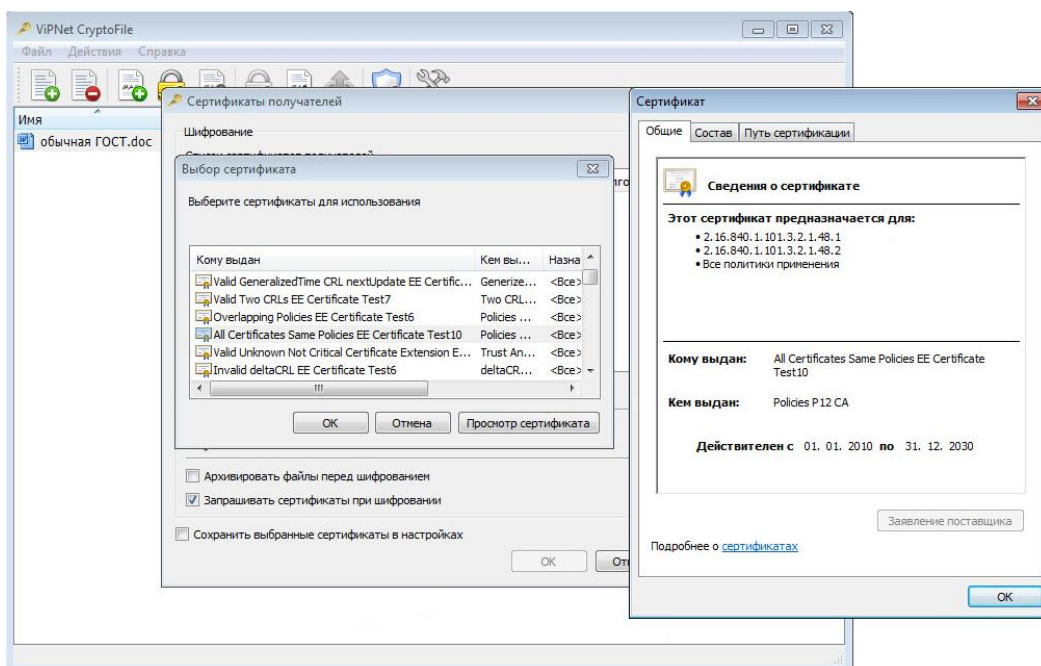 ViPNet CryptoFile
Файл Действия Справка
Имя
обычная ГОСТ.doc
Сертификаты получателей
Шифрование
Выбор сертификата
Выберите сертификаты для использования
Кому выдан Кем вы... Назна
Valid GeneralizedTime CRL nextUpdate EE Certific... Generize... <Все>
Valid Two CRLs EE Certificate Test7 Two CRL... <Все>
Overlapping Policies EE Certificate Test6 Policies ... <Все>
All Certificates Same Policies EE Certificate Test10 Policies ... <Все>
Valid Unknown Not Critical Certificate Extension E... Trust An... <Все>
Invalid deltaCRL EE Certificate Test6 deltaCR... <Все>
OK Отмена Просмотр сертификата
Архивировать файлы перед шифрованием
Запрашивать сертификаты при шифровании
Сохранить выбранные сертификаты в настройках
OK От
Сертификат
Общие Состав Путь сертификации
Сведения о сертификате
Этот сертификат предназначается для:
• 2.16.840.1.101.3.2.1.48.1
• 2.16.840.1.101.3.2.1.48.2
• Все политики применения
Кому выдан: All Certificates Same Policies EE Certificate
Test10
Кем выдан: Policies P12 CA
Действителен с 01. 01. 2010 по 31. 12. 2030
Заявление поставщика
Подробнее о сертификатах
OK